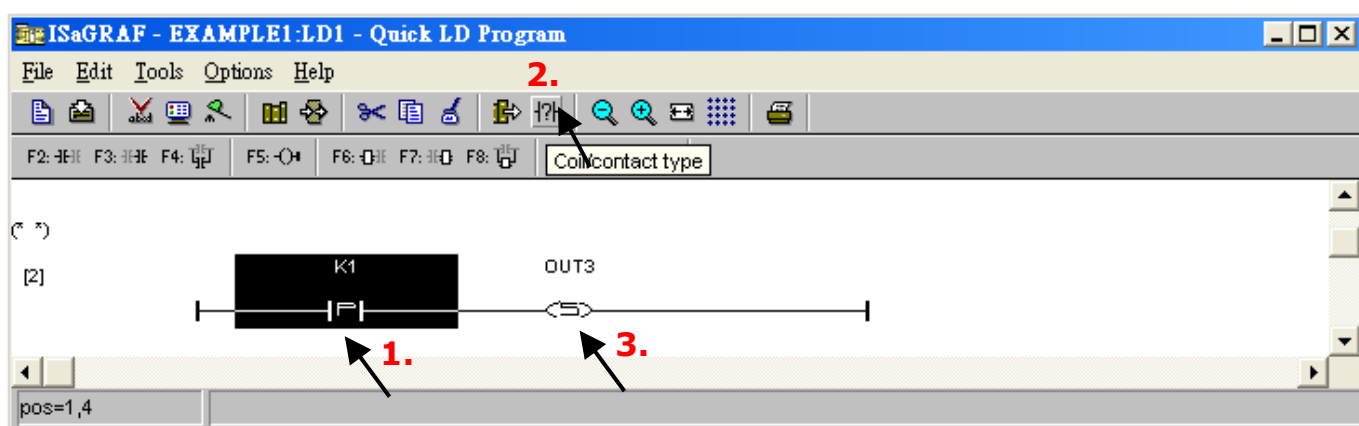 ISaGRAF - EXAMPLE1:LD1 - Quick LD Program
File Edit Tools Options Help
2.
F2: F3: F4: F5: F6: F7: F8:
Coil/contact type
(* *)
[2]
K1 OUT3
P S
1. 3.
pos=1,4